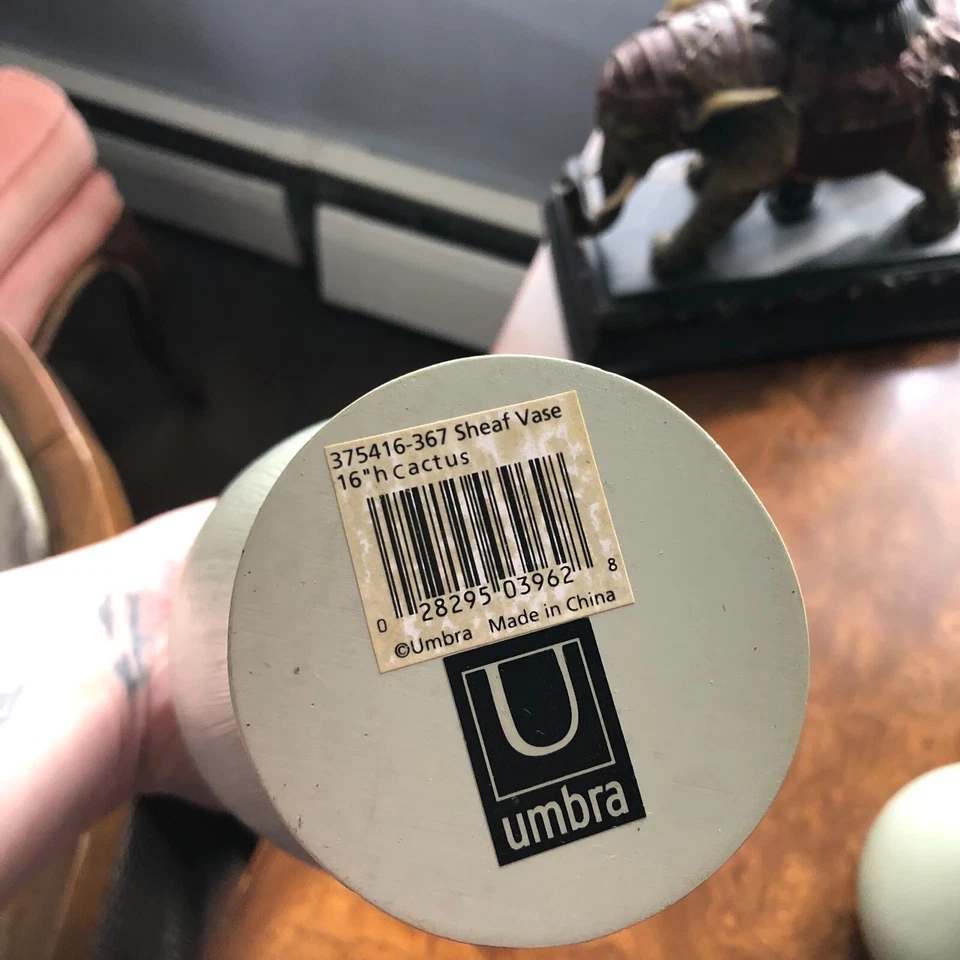 375416-367 Sheaf Vase
16"h Cactus
0 28295 03962 8
©Umbra Made in China
U
umbra